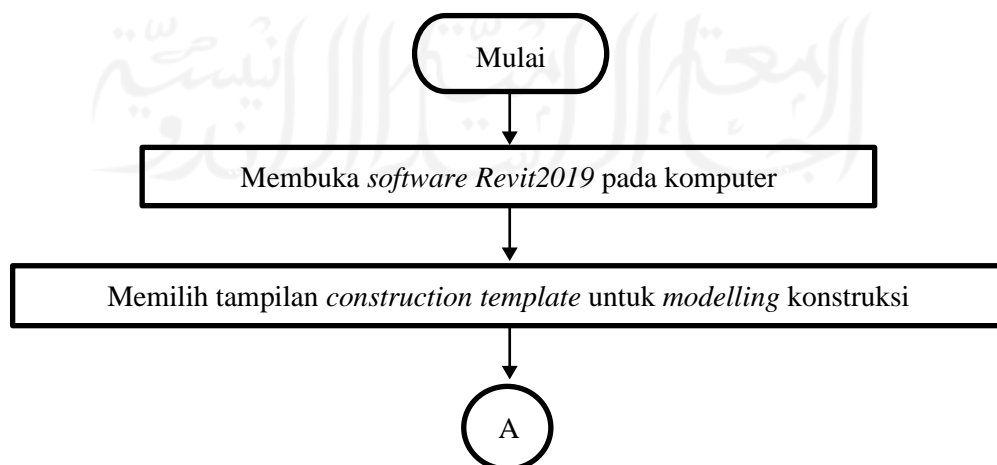 Mulai
Membuka software Revit2019 pada komputer
Memilih tampilan construction template untuk modelling konstruksi
A